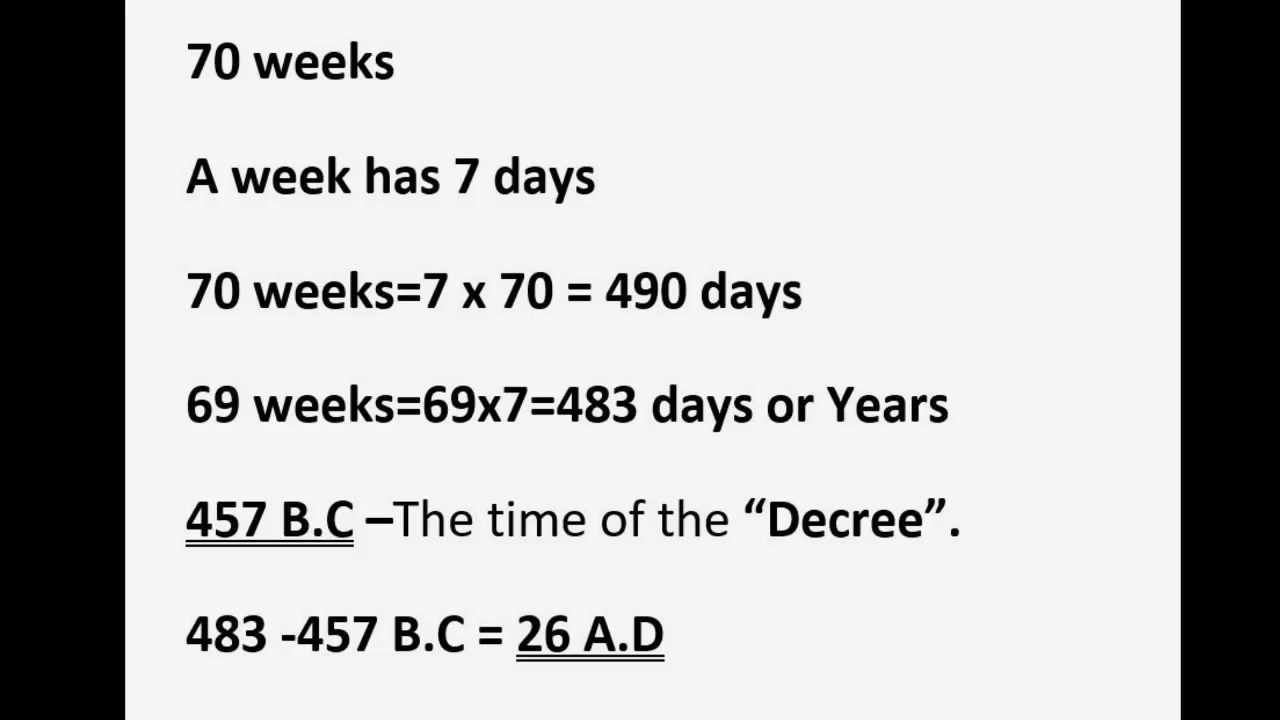 70 weeks
A week has 7 days
70 weeks=7 x 70 = 490 days
69 weeks=69x7=483 days or Years
457 B.C –The time of the “Decree”.
483 -457 B.C = 26 A.D